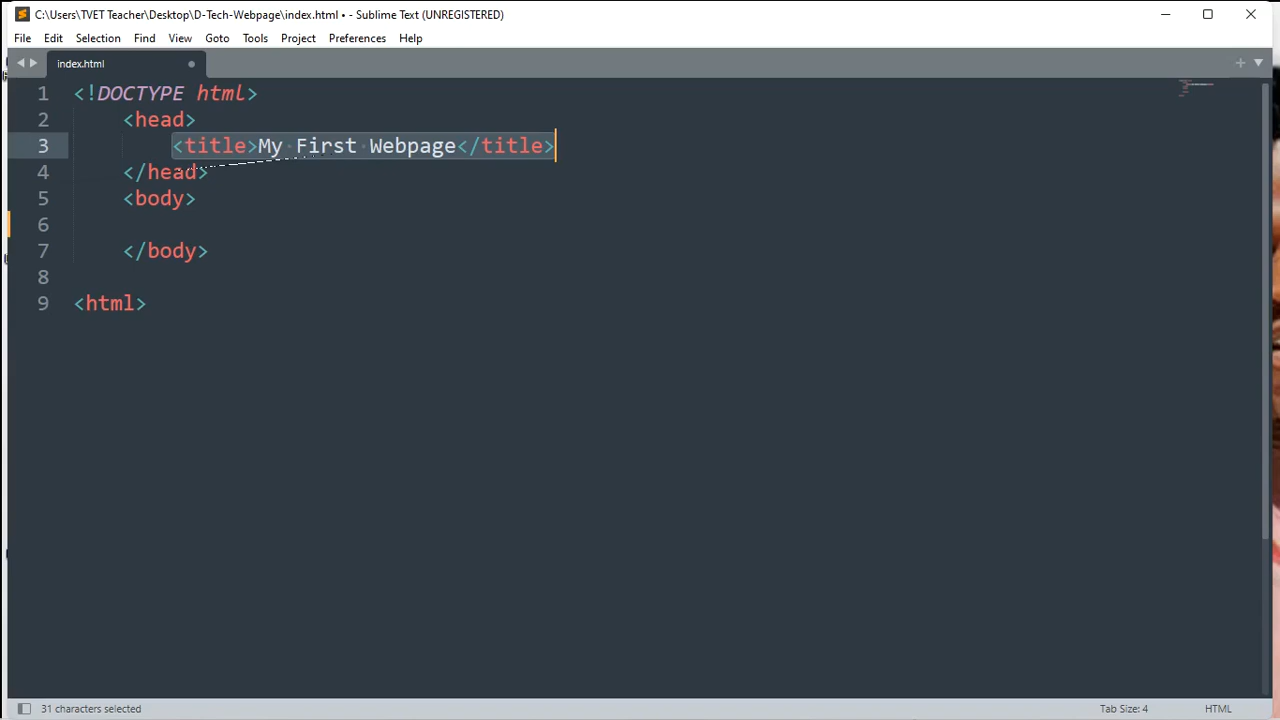 C:\Users\TVET Teacher\Desktop\D-Tech-Webpage\index.html • - Sublime Text (UNREGISTERED)
File Edit Selection Find View Goto Tools Project Preferences Help
index.html
1 <!DOCTYPE html>
2 <head>
3 <title>My First Webpage</title>
4 </head>
5 <body>
6
7 </body>
8
9 <html>
31 characters selected Tab Size: 4 HTML